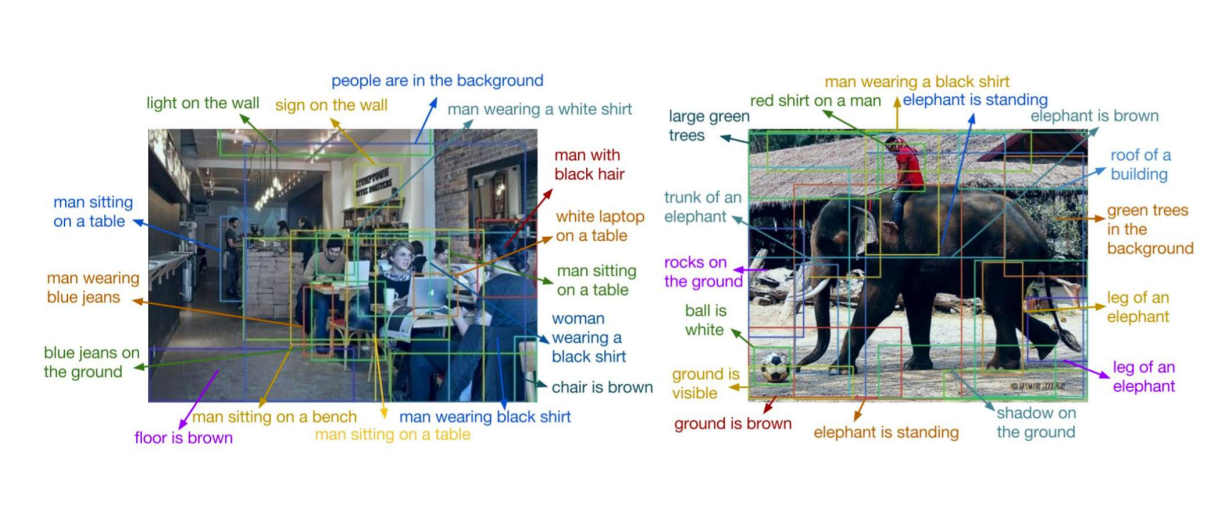 people are in the background
light on the wall
sign on the wall
man wearing a white shirt
man with
black hair
man sitting
on a table
white laptop
on a table
man wearing
blue jeans
man sitting
on a table
woman
wearing a
black shirt
blue jeans on
the ground
chair is brown
man sitting on a bench
man wearing black shirt
floor is brown
man sitting on a table
STUMPTOWN
COFFEE ROASTERS
man wearing a black shirt
red shirt on a man
elephant is standing
large green
trees
elephant is brown
roof of a
building
trunk of an
elephant
green trees
in the
background
rocks on
the ground
leg of an
elephant
ball is
white
ground is
visible
leg of an
elephant
ground is brown
elephant is standing
shadow on
the ground